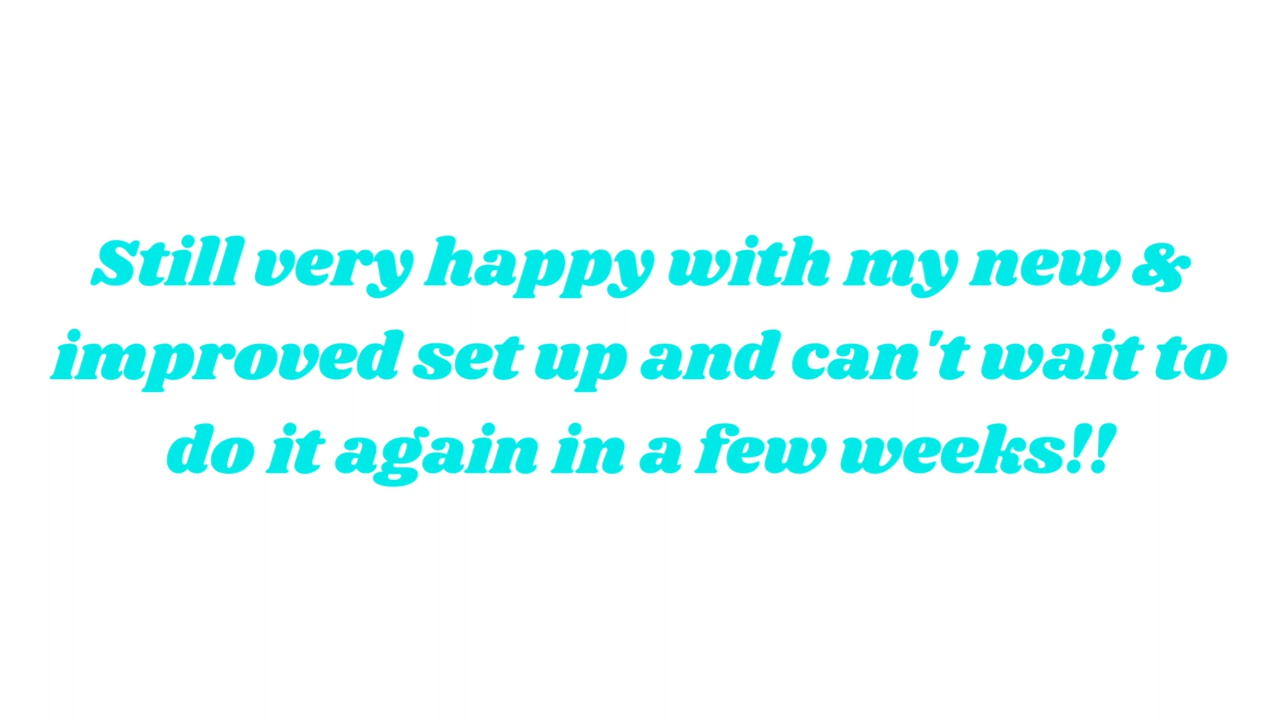 Still very happy with my new &
improved set up and can't wait to
do it again in a few weeks!!